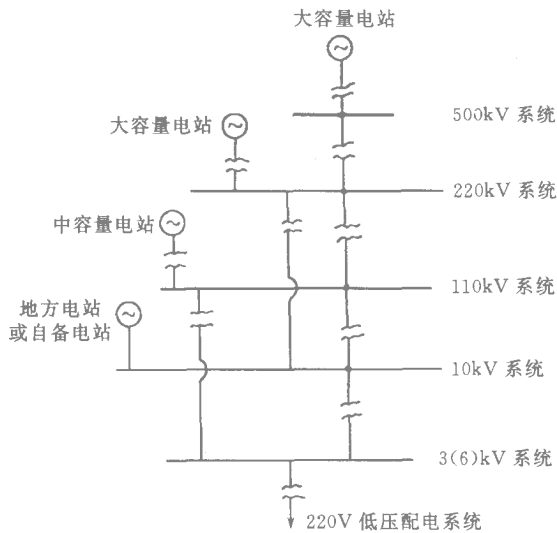 大容量电站
500kV 系统
大容量电站
220kV 系统
中容量电站
110kV 系统
地方电站
或自备电站
10kV 系统
3(6)kV 系统
220V 低压配电系统